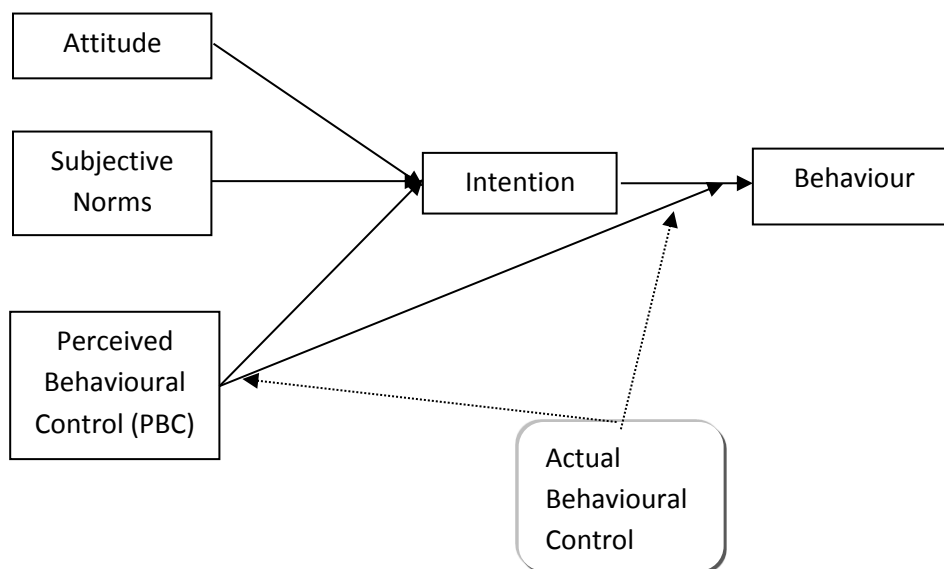 Attitude
Subjective
Norms
Intention
Behaviour
Perceived
Behavioural
Control (PBC)
Actual
Behavioural
Control